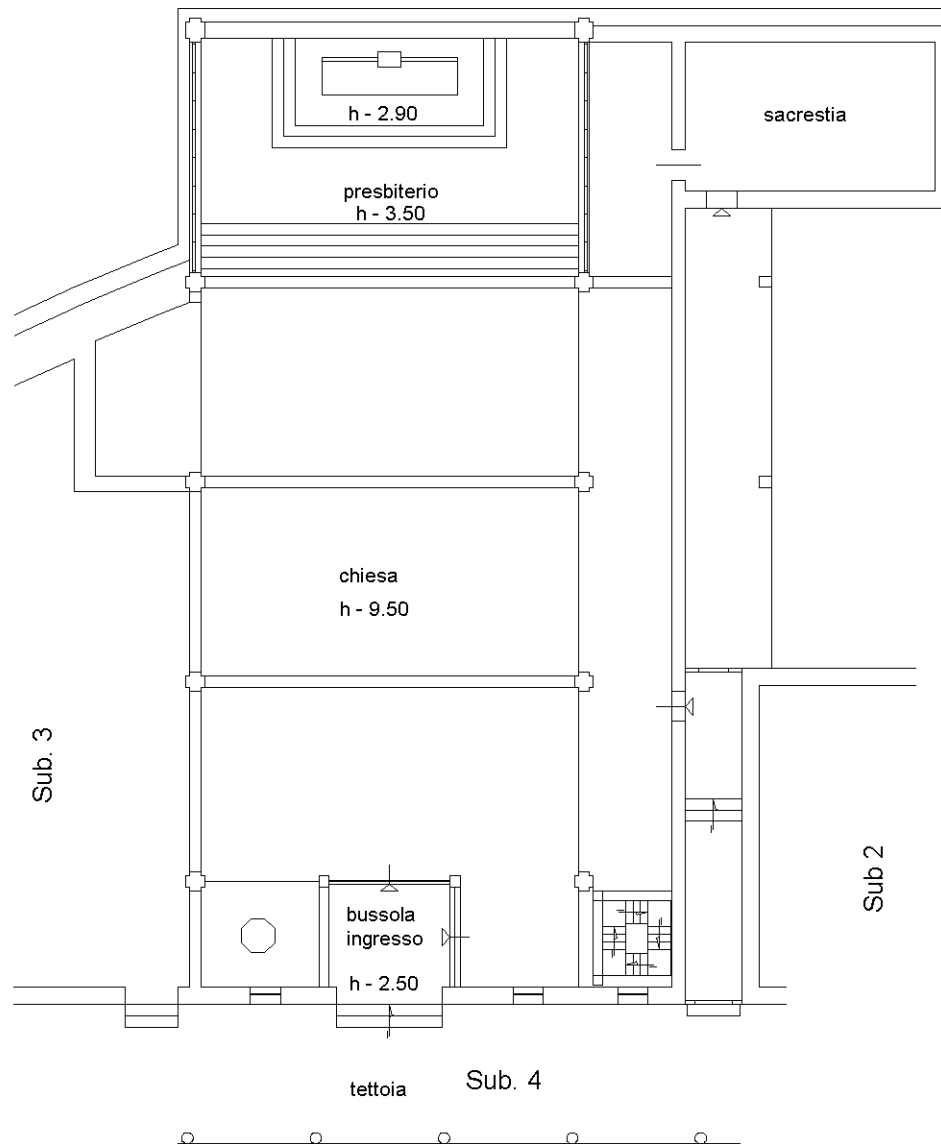 h - 2.90
sacrestia
presbiterio
h - 3.50
chiesa
h - 9.50
Sub. 3
Sub 2
bussola
ingresso
h - 2.50
tettoia
Sub. 4